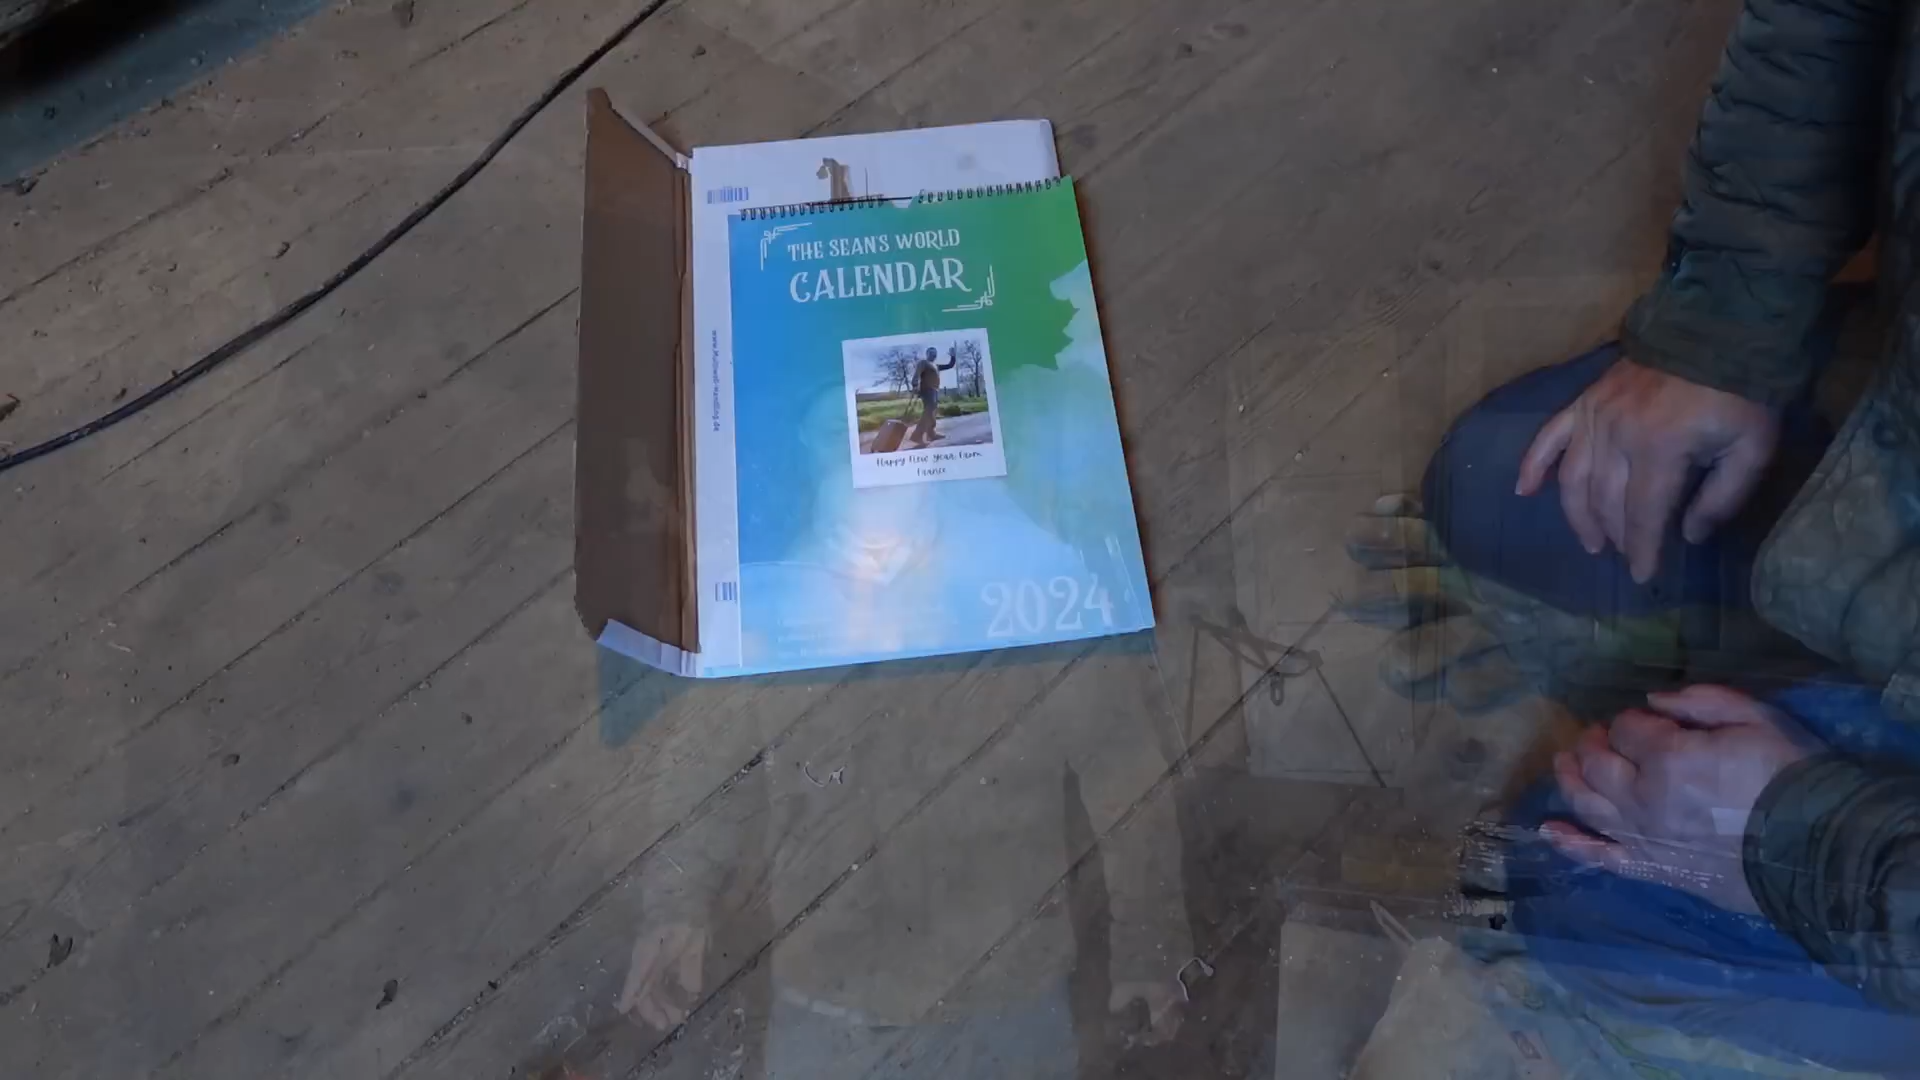 THE SEAN'S WORLD
CALENDAR
Happy New Year from
France
2024